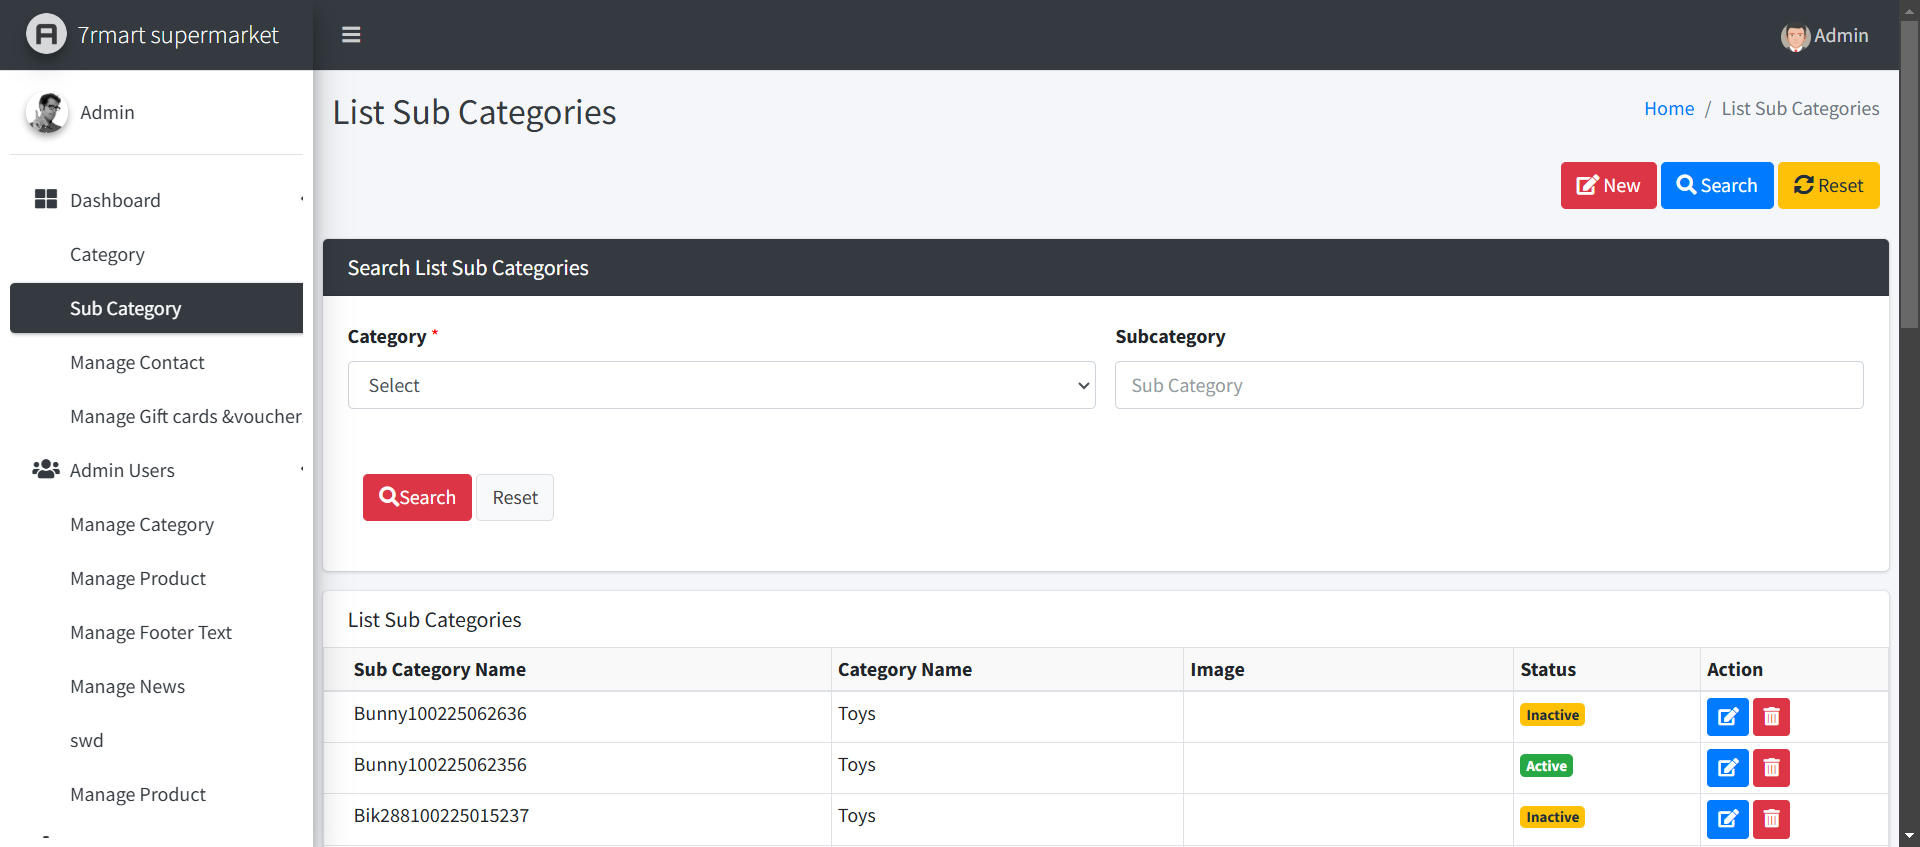 7rmart supermarket
Admin
Admin
Dashboard
Category
Sub Category
Manage Contact
Manage Gift cards &voucher
Admin Users
Manage Category
Manage Product
Manage Footer Text
Manage News
swd
Manage Product
List Sub Categories
Home / List Sub Categories
New Search Reset
Search List Sub Categories
Category * Subcategory
Select Sub Category
Search Reset
List Sub Categories
Sub Category Name Category Name Image Status Action
Bunny100225062636 Toys Inactive
Bunny100225062356 Toys Active
Bik288100225015237 Toys Inactive